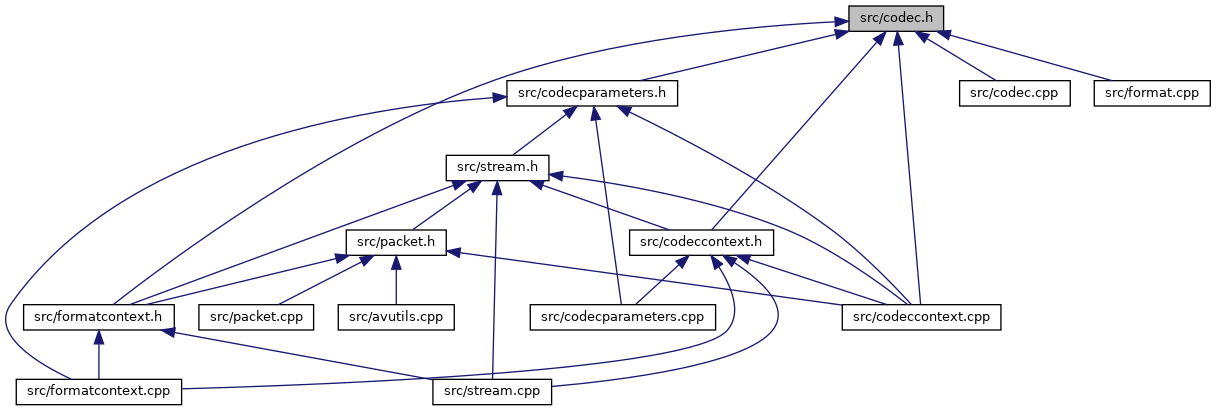 src/codec.h
src/codecparameters.h
src/codec.cpp
src/format.cpp
src/stream.h
src/packet.h
src/codeccontext.h
src/formatcontext.h
src/packet.cpp
src/avutils.cpp
src/codecparameters.cpp
src/codeccontext.cpp
src/formatcontext.cpp
src/stream.cpp